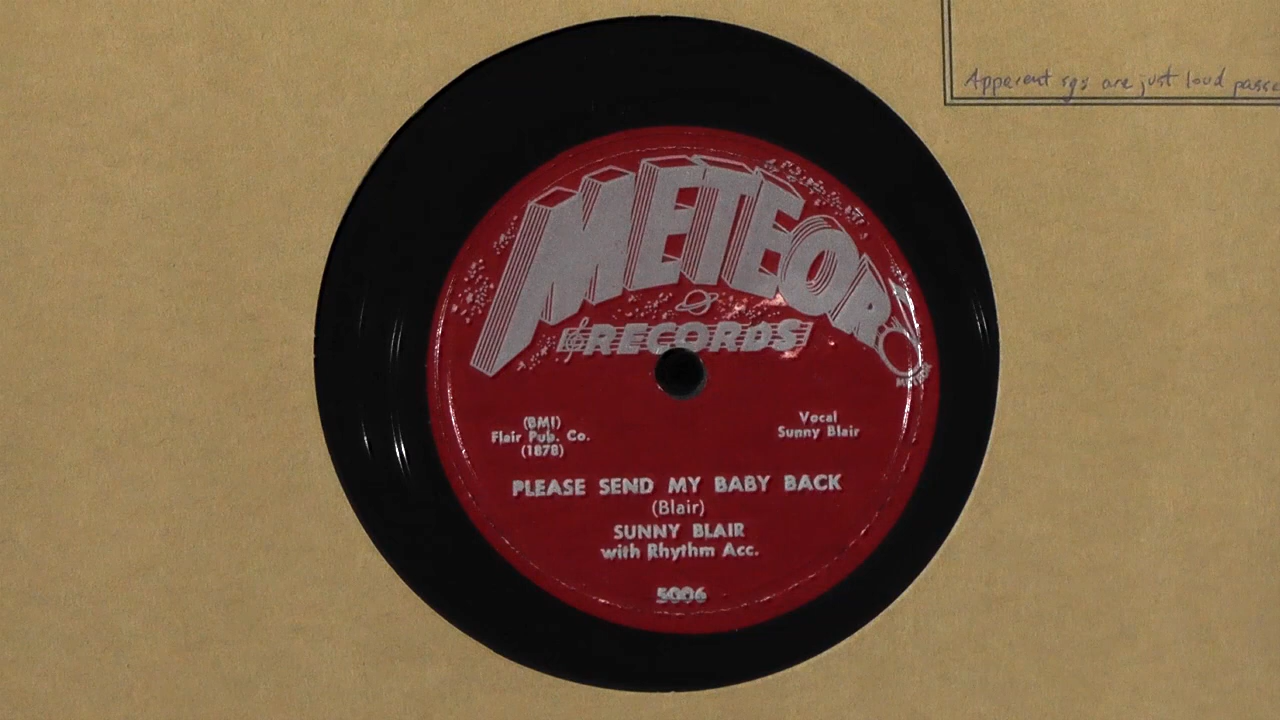 Apparent rgs are just loud passa
METEOR
RECORDS
(BMI)
Flair Pub. Co.
(1878)
Vocal
Sunny Blair
PLEASE SEND MY BABY BACK
(Blair)
SUNNY BLAIR
with Rhythm Acc.
5006